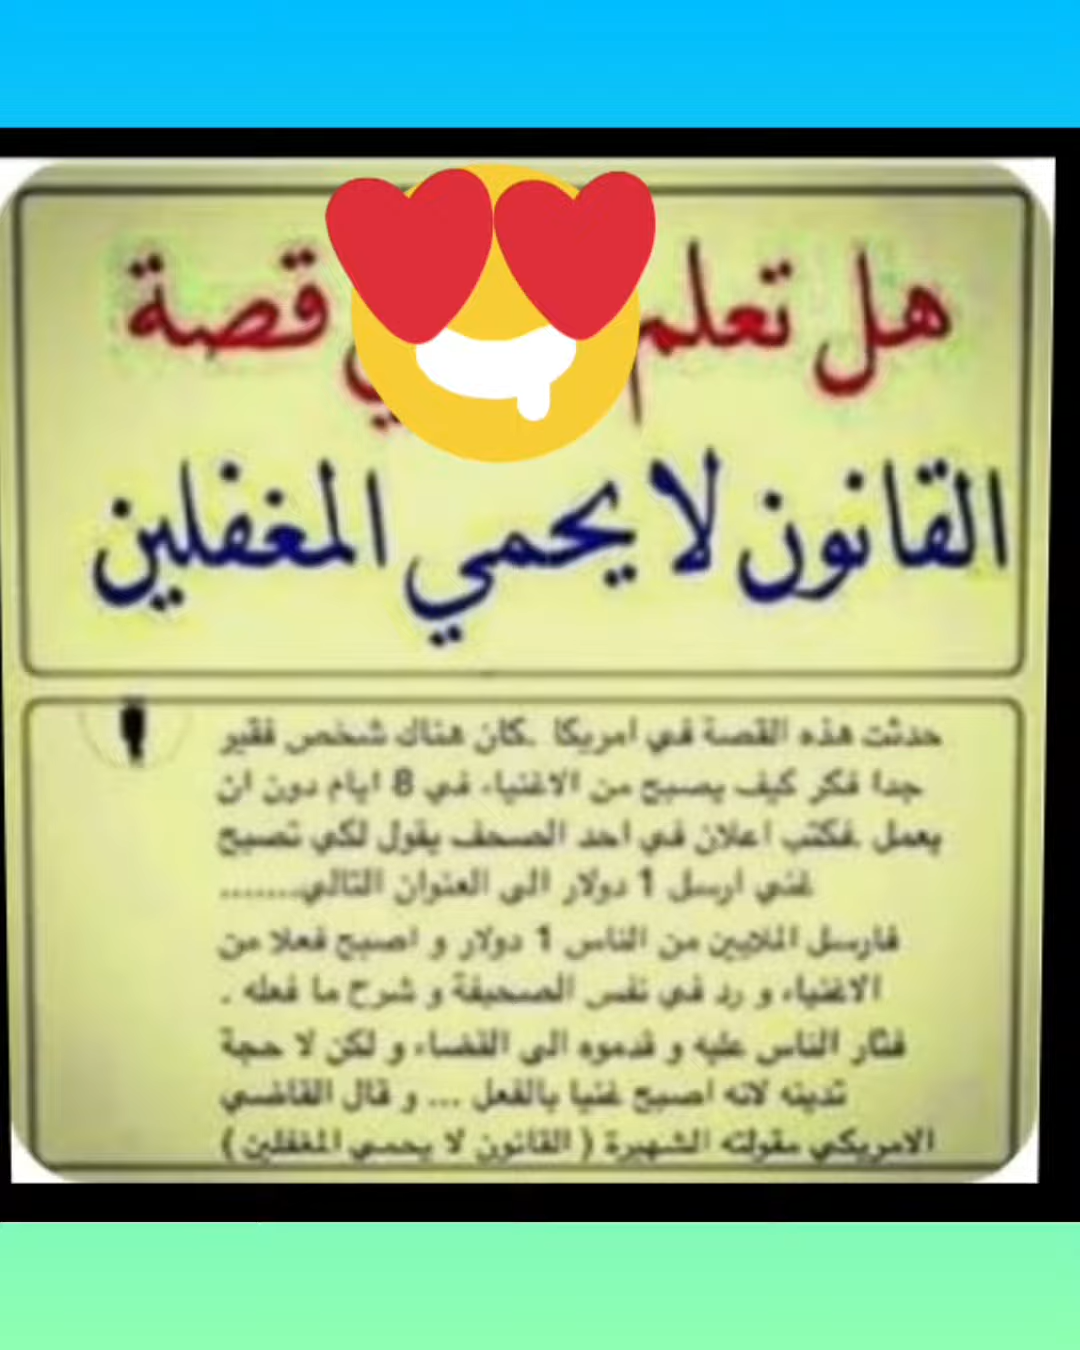 هل تعلم قصة
القانون لا يحمي المغفلين
حدثت هذه القصة في امريكا .كان هناك شخص فقير
جدا فكر كيف يصبح من الاغنياء في 8 ايام دون ان
يعمل .فكتب اعلان في احد الصحف يقول لكي تصبح
غني ارسل 1 دولار الى العنوان التالي.......
فارسل الملايين من الناس 1 دولار و اصبح فعلا من
الاغنياء و رد في نفس الصحيفة و شرح ما فعله .
فثار الناس عليه و قدموه الى القضاء و لكن لا حجة
تدينه لانه اصبح غنيا بالفعل ... و قال القاضي
الامريكي مقولته الشهيرة ( القانون لا يحمي المغفلين )